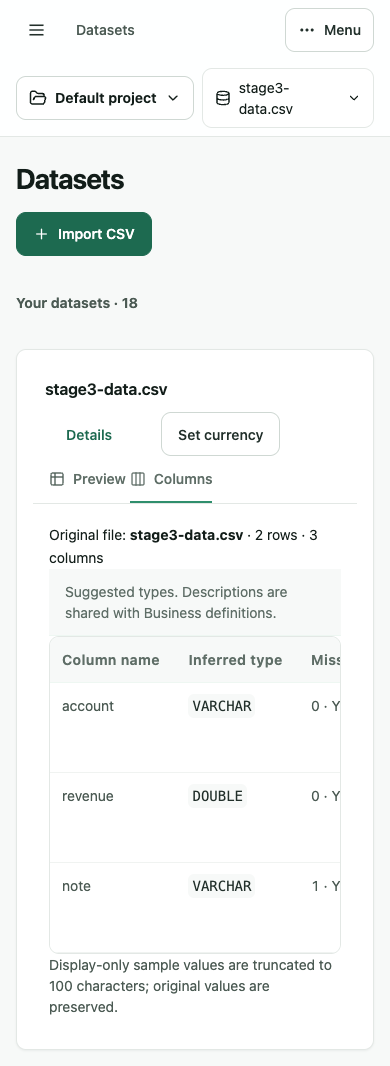 Datasets
Menu
Default project
stage3-
data.csv
Datasets
Import CSV
Your datasets · 18
stage3-data.csv
Details
Set currency
Preview
Columns
Original file: stage3-data.csv · 2 rows · 3
columns
Suggested types. Descriptions are
shared with Business definitions.
Column name Inferred type Miss
account VARCHAR 0 · Y
revenue DOUBLE 0 · Y
note VARCHAR 1 · Y
Display-only sample values are truncated to
100 characters; original values are
preserved.